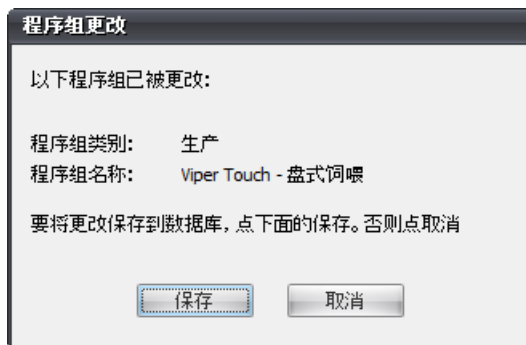 程序组更改
以下程序组已被更改:
程序组类别: 生产
程序组名称: Viper Touch - 盘式饲喂
要将更改保存到数据库, 点下面的保存。否则点取消
保存 取消